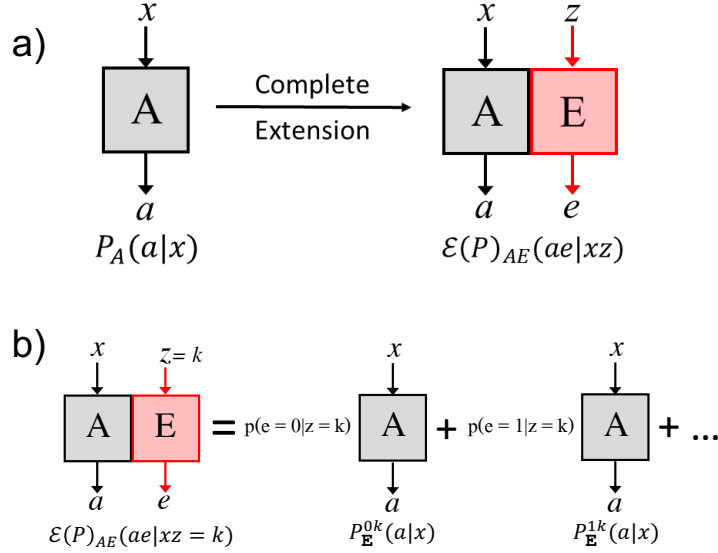 a)
x
x
z
A
Complete
Extension
A
E
a
a
e
P_A(a|x)
ℰ(P)_{AE}(ae|xz)
b)
x
z= k
x
x
A
E
=
p(e = 0|z = k)
A
+
p(e = 1|z = k)
A
+ ...
a
e
a
a
ℰ(P)_{AE}(ae|xz = k)
P_𝐄^{0k}(a|x)
P_𝐄^{1k}(a|x)